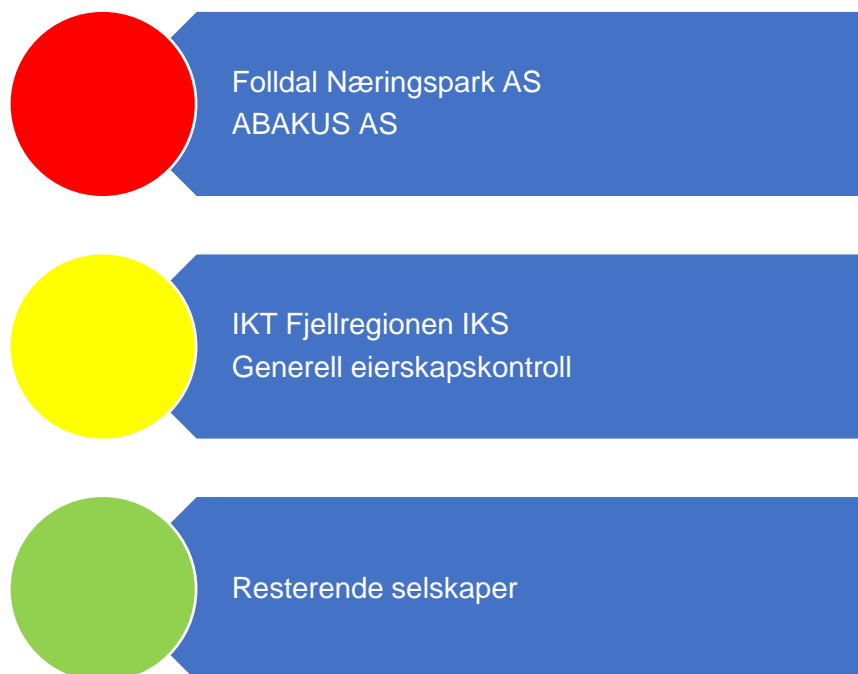 Folldal Næringspark AS
ABAKUS AS
IKT Fjellregionen IKS
Generell eierskapskontroll
Resterende selskaper